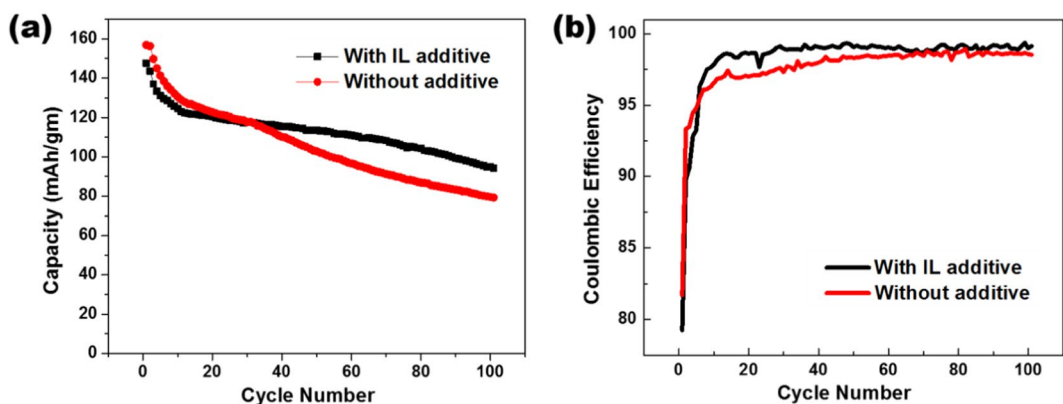 (a)
Capacity (mAh/gm)
160
140
120
100
80
60
40
20
0
With IL additive
Without additive
0 20 40 60 80 100
Cycle Number
(b)
Coulombic Efficiency
100
95
90
85
80
With IL additive
Without additive
0 20 40 60 80 100
Cycle Number